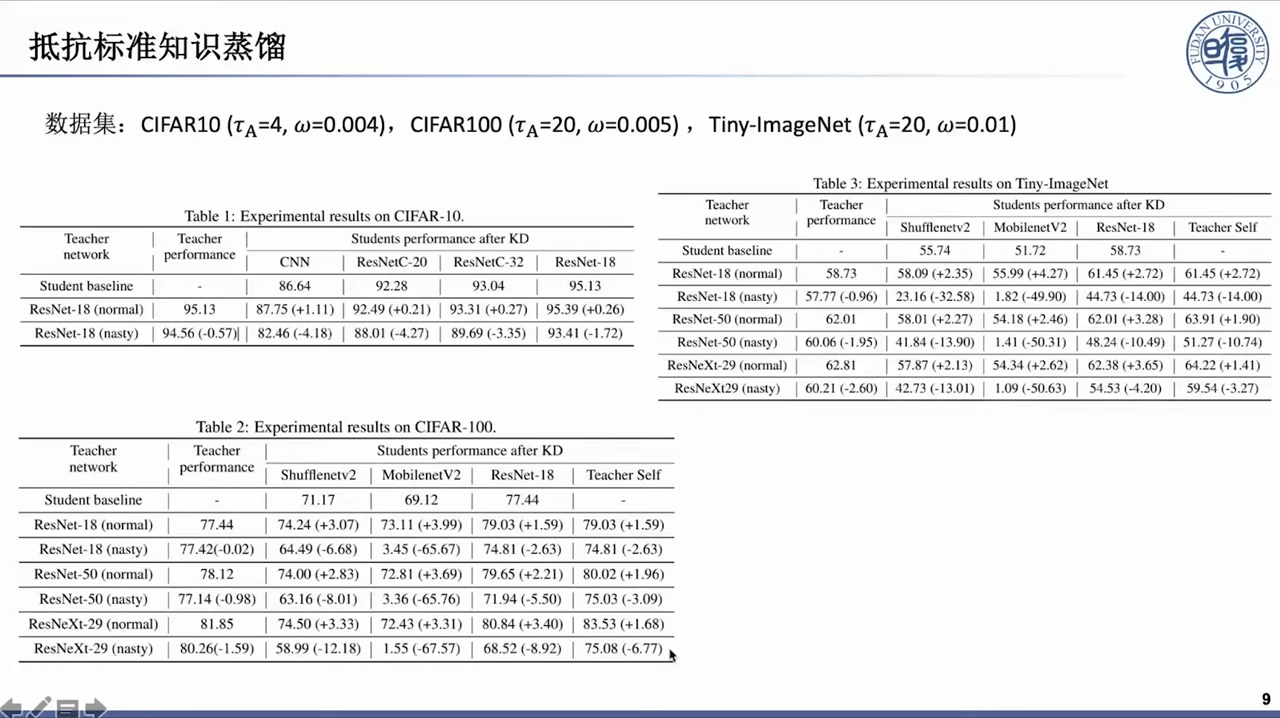 抵抗标准知识蒸馏
FUDAN UNIVERSITY
1905
数据集：CIFAR10 (τA=4, ω=0.004)，CIFAR100 (τA=20, ω=0.005) ，Tiny-ImageNet (τA=20, ω=0.01)
Table 1: Experimental results on CIFAR-10.
Teacher network | Teacher performance | Students performance after KD
CNN | ResNetC-20 | ResNetC-32 | ResNet-18
Student baseline | - | 86.64 | 92.28 | 93.04 | 95.13
ResNet-18 (normal) | 95.13 | 87.75 (+1.11) | 92.49 (+0.21) | 93.31 (+0.27) | 95.39 (+0.26)
ResNet-18 (nasty) | 94.56 (-0.57) | 82.46 (-4.18) | 88.01 (-4.27) | 89.69 (-3.35) | 93.41 (-1.72)
Table 3: Experimental results on Tiny-ImageNet
Teacher network | Teacher performance | Students performance after KD
Shufflenetv2 | MobilenetV2 | ResNet-18 | Teacher Self
Student baseline | - | 55.74 | 51.72 | 58.73 | -
ResNet-18 (normal) | 58.73 | 58.09 (+2.35) | 55.99 (+4.27) | 61.45 (+2.72) | 61.45 (+2.72)
ResNet-18 (nasty) | 57.77 (-0.96) | 23.16 (-32.58) | 1.82 (-49.90) | 44.73 (-14.00) | 44.73 (-14.00)
ResNet-50 (normal) | 62.01 | 58.01 (+2.27) | 54.18 (+2.46) | 62.01 (+3.28) | 63.91 (+1.90)
ResNet-50 (nasty) | 60.06 (-1.95) | 41.84 (-13.90) | 1.41 (-50.31) | 48.24 (-10.49) | 51.27 (-10.74)
ResNeXt-29 (normal) | 62.81 | 57.87 (+2.13) | 54.34 (+2.62) | 62.38 (+3.65) | 64.22 (+1.41)
ResNeXt29 (nasty) | 60.21 (-2.60) | 42.73 (-13.01) | 1.09 (-50.63) | 54.53 (-4.20) | 59.54 (-3.27)
Table 2: Experimental results on CIFAR-100.
Teacher network | Teacher performance | Students performance after KD
Shufflenetv2 | MobilenetV2 | ResNet-18 | Teacher Self
Student baseline | - | 71.17 | 69.12 | 77.44 | -
ResNet-18 (normal) | 77.44 | 74.24 (+3.07) | 73.11 (+3.99) | 79.03 (+1.59) | 79.03 (+1.59)
ResNet-18 (nasty) | 77.42(-0.02) | 64.49 (-6.68) | 3.45 (-65.67) | 74.81 (-2.63) | 74.81 (-2.63)
ResNet-50 (normal) | 78.12 | 74.00 (+2.83) | 72.81 (+3.69) | 79.65 (+2.21) | 80.02 (+1.96)
ResNet-50 (nasty) | 77.14 (-0.98) | 63.16 (-8.01) | 3.36 (-65.76) | 71.94 (-5.50) | 75.03 (-3.09)
ResNeXt-29 (normal) | 81.85 | 74.50 (+3.33) | 72.43 (+3.31) | 80.84 (+3.40) | 83.53 (+1.68)
ResNeXt-29 (nasty) | 80.26(-1.59) | 58.99 (-12.18) | 1.55 (-67.57) | 68.52 (-8.92) | 75.08 (-6.77)
9